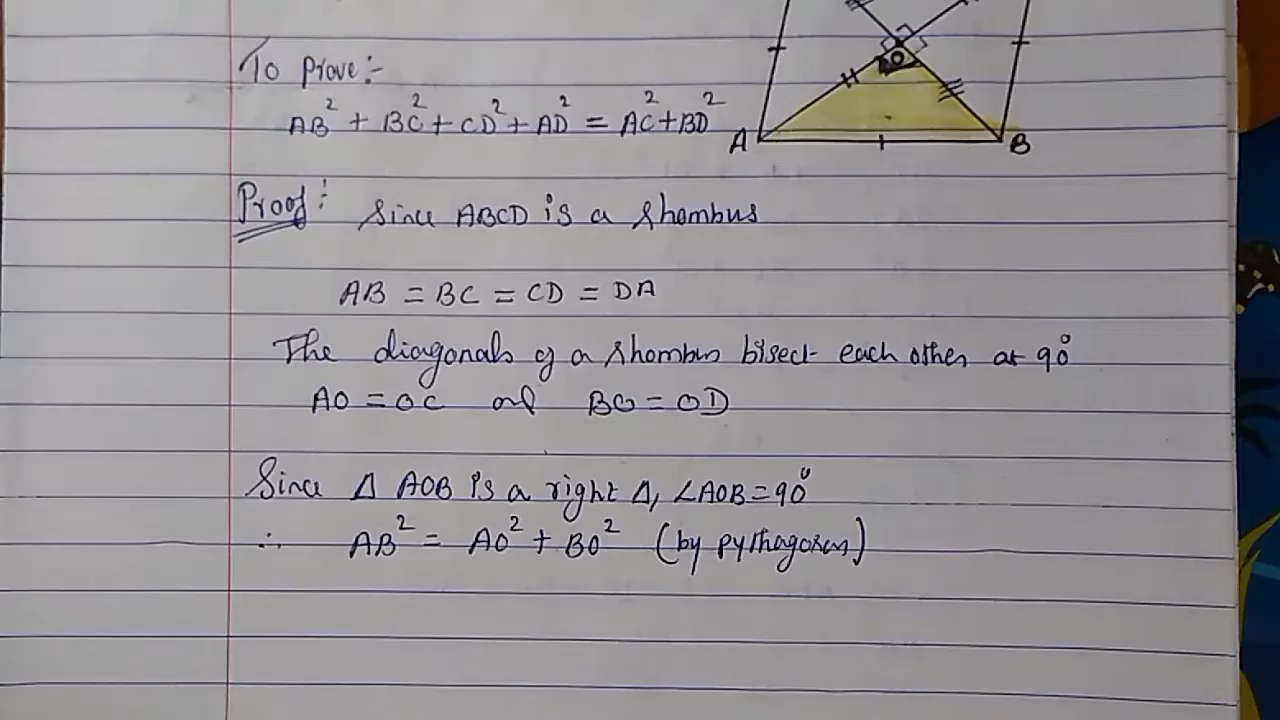 To Prove:-
AB² + BC² + CD² + AD² = AC² + BD²
A B
O
Proof: Since ABCD is a rhombus
AB = BC = CD = DA
The diagonals of a rhombus bisect each other at 90°
AO = OC and BO = OD
Since Δ AOB is a right Δ, ∠AOB = 90°
∴ AB² = AO² + BO² (by pythagoras)